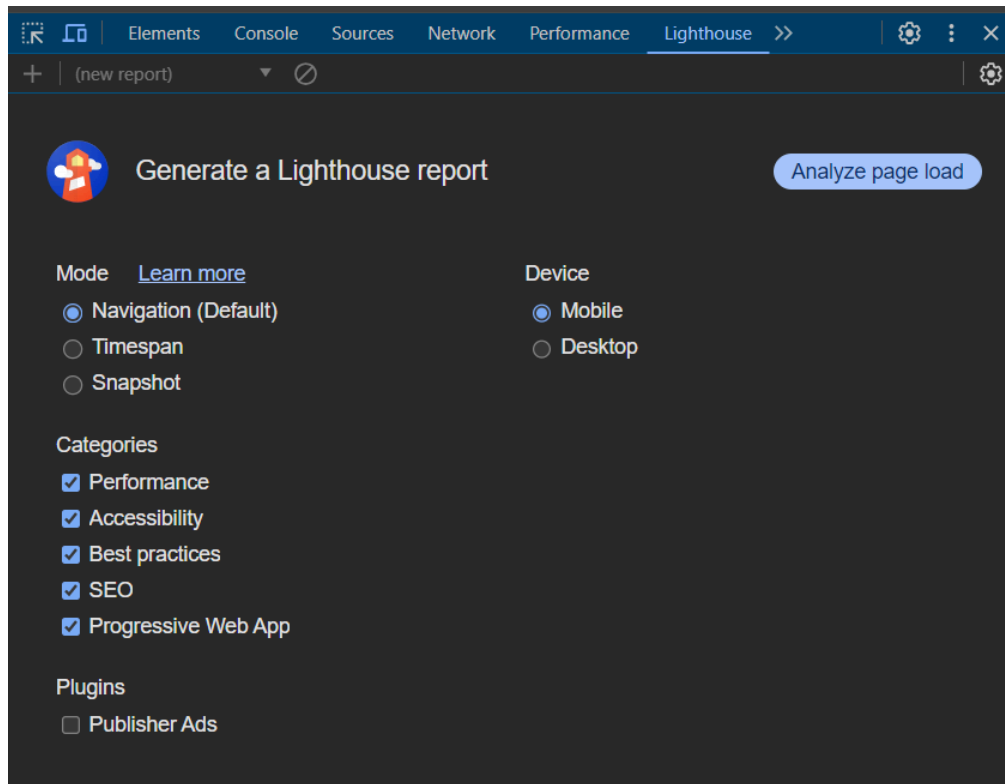 Elements Console Sources Network Performance Lighthouse
(new report)
Generate a Lighthouse report
Analyze page load
Mode Learn more
Device
Navigation (Default)
Mobile
Timespan
Desktop
Snapshot
Categories
Performance
Accessibility
Best practices
SEO
Progressive Web App
Plugins
Publisher Ads